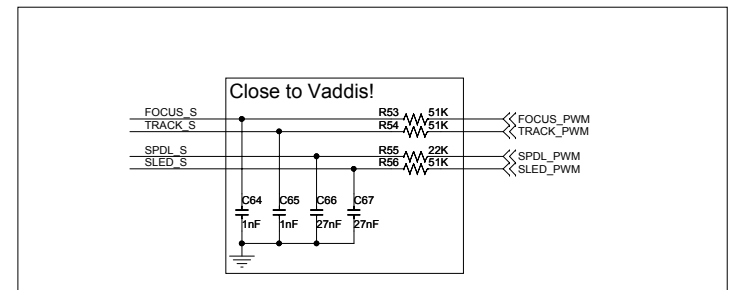 Close to Vaddis!
FOCUS_S R53 51K FOCUS_PWM
TRACK_S R54 51K TRACK_PWM
SPDL_S R55 22K SPDL_PWM
SLED_S R56 51K SLED_PWM
C64 C65 C66 C67
1nF 1nF 27nF 27nF